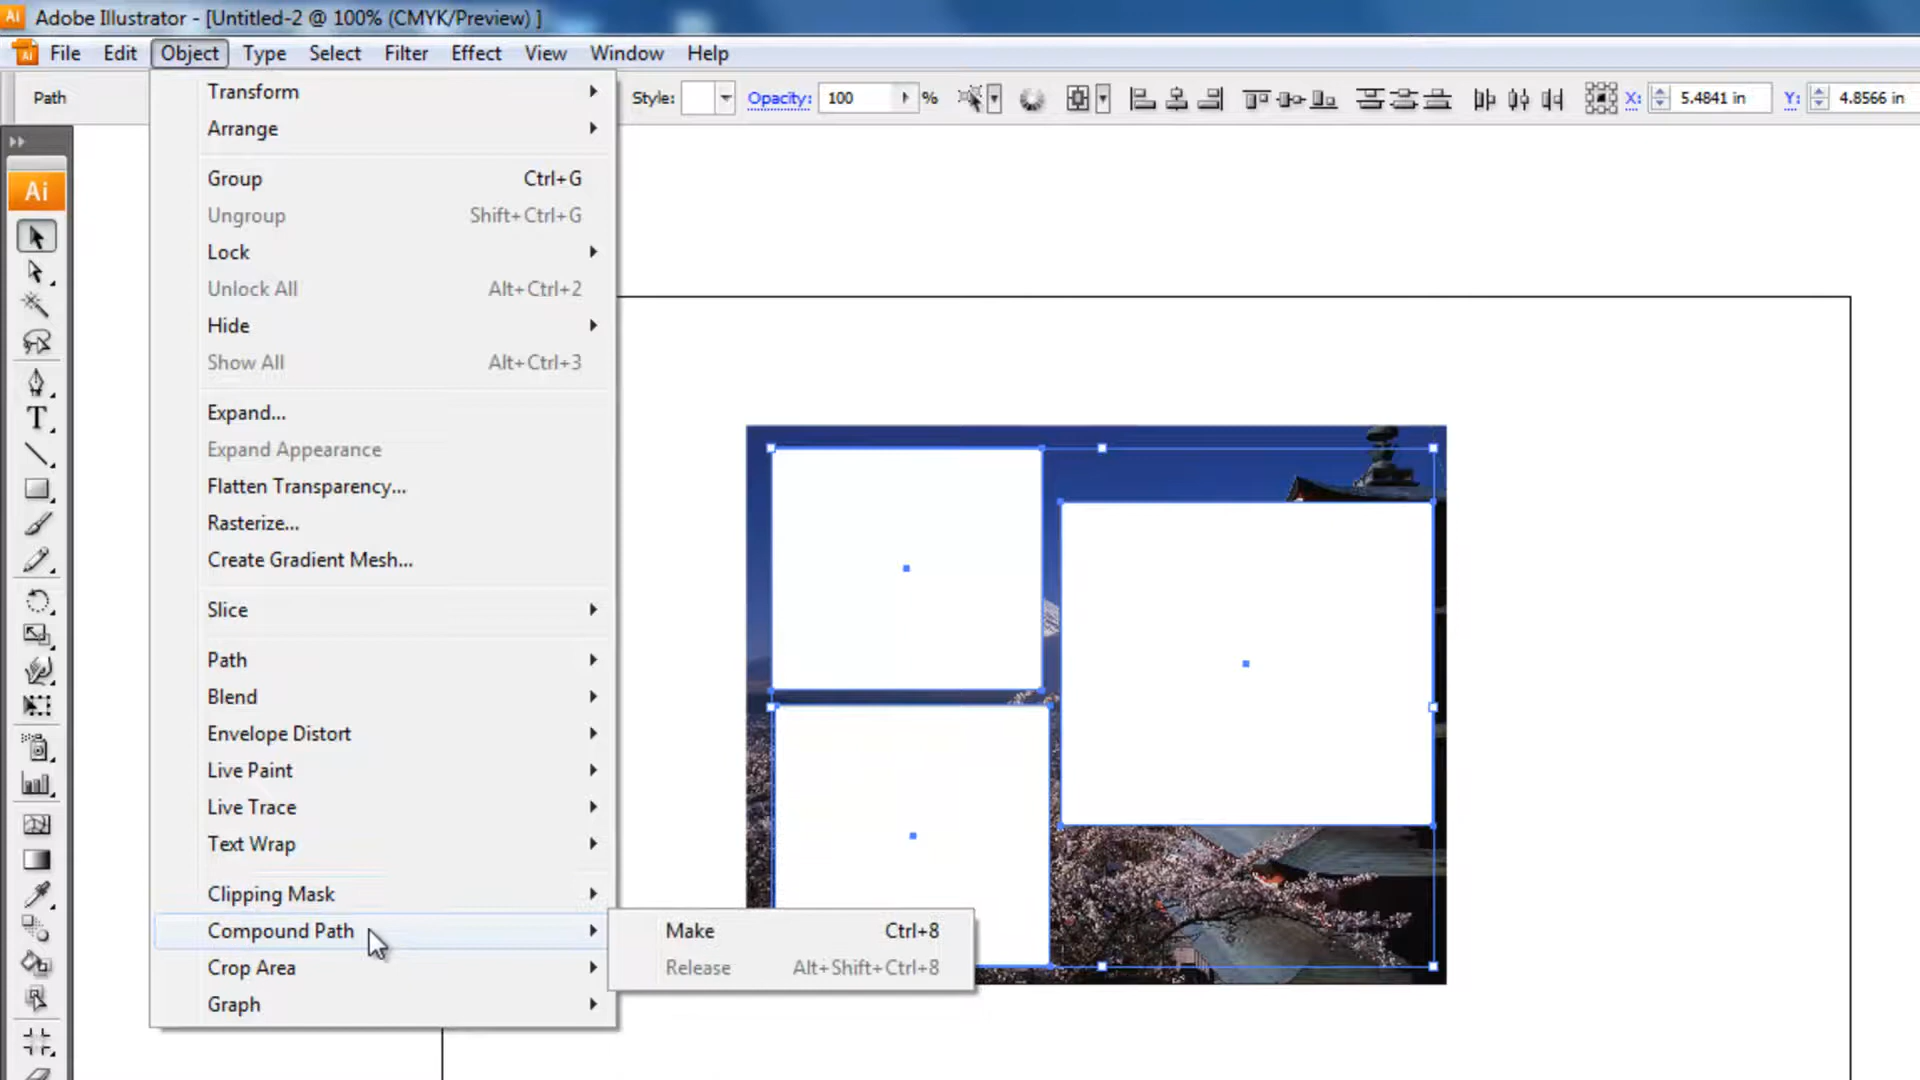 Ai Adobe Illustrator - [Untitled-2 @ 100% (CMYK/Preview) ]
Ai File Edit Object Type Select Filter Effect View Window Help
Path Style: Opacity: 100 % X: 5.4841 in Y: 4.8566 in
Ai
T
Transform
Arrange
Group Ctrl+G
Ungroup Shift+Ctrl+G
Lock
Unlock All Alt+Ctrl+2
Hide
Show All Alt+Ctrl+3
Expand...
Expand Appearance
Flatten Transparency...
Rasterize...
Create Gradient Mesh...
Slice
Path
Blend
Envelope Distort
Live Paint
Live Trace
Text Wrap
Clipping Mask
Compound Path
Crop Area
Graph
Make Ctrl+8
Release Alt+Shift+Ctrl+8